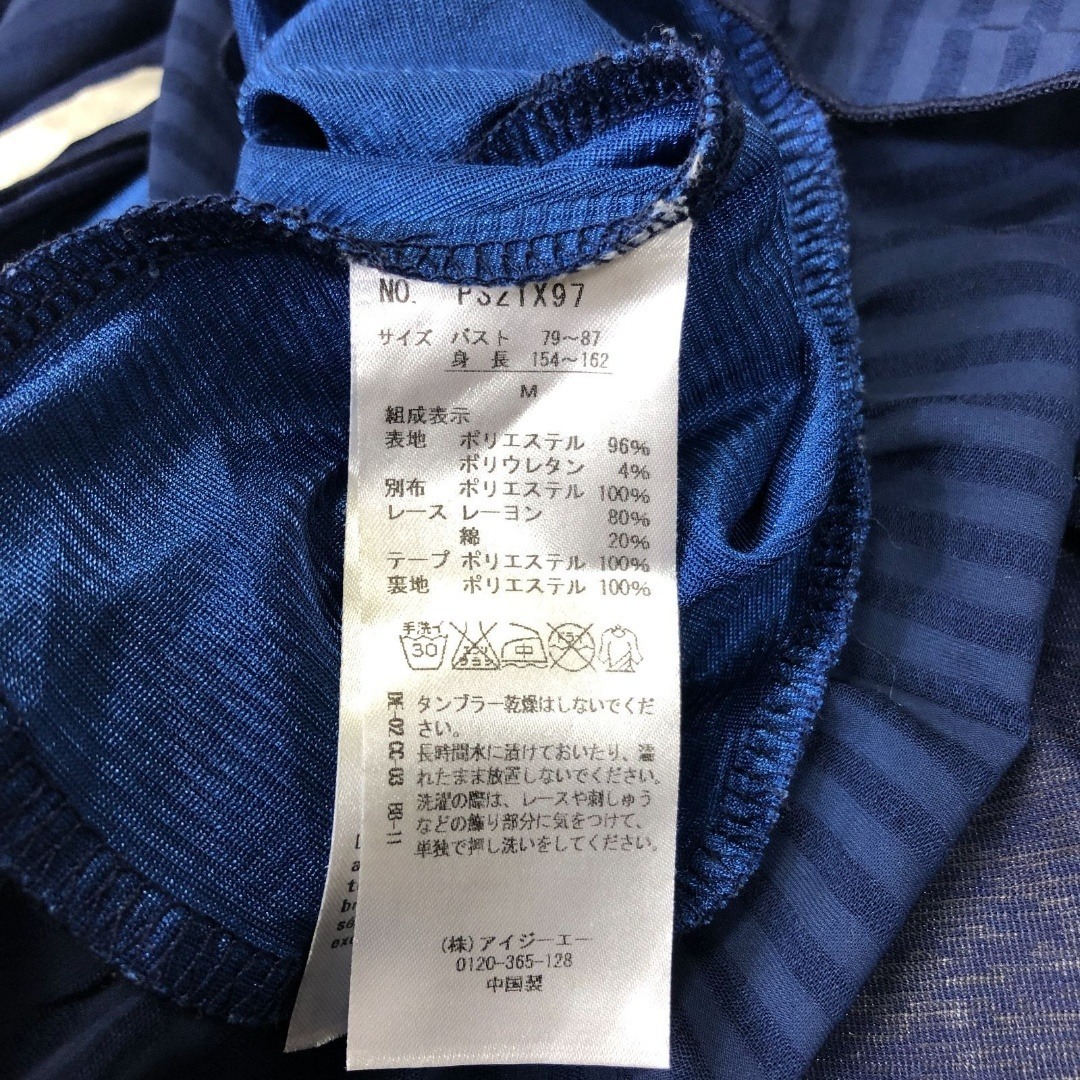 NO. PS21X97
サイズ バスト 79～87
身 長 154～162
M
組成表示
表地 ポリエステル 96%
ポリウレタン 4%
別布 ポリエステル 100%
レース レーヨン 80%
綿 20%
テープ ポリエステル 100%
裏地 ポリエステル 100%
手洗イ
30
エンソ
サラシ
中
ドライ
タンブラー乾燥はしないでくだ
さい。
長時間水に漬けておいたり、濡
れたまま放置しないでください。
洗濯の際は、レースや刺しゅう
などの飾り部分に気をつけて、
単独で押し洗いをしてください。
(株)アイジーエー
0120-365-128
中国製